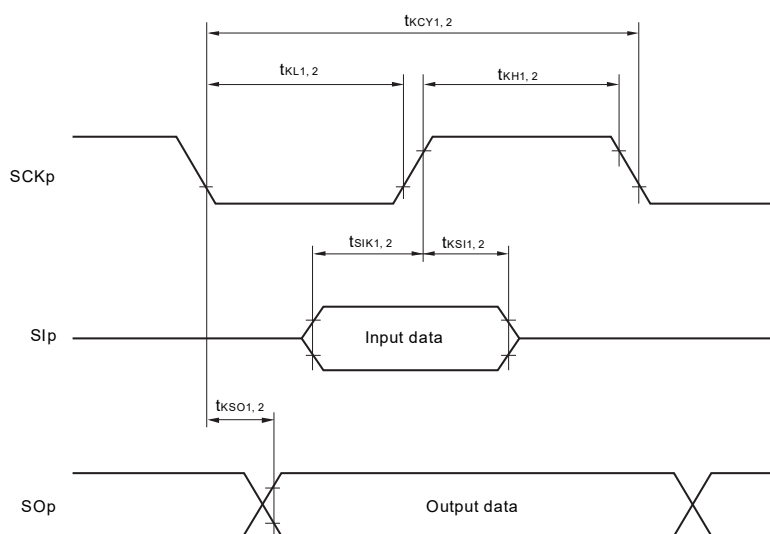 tKCY1, 2
tKL1, 2
tKH1, 2
SCKp
tSIK1, 2
tKSI1, 2
SIp
Input data
tKSO1, 2
SOp
Output data